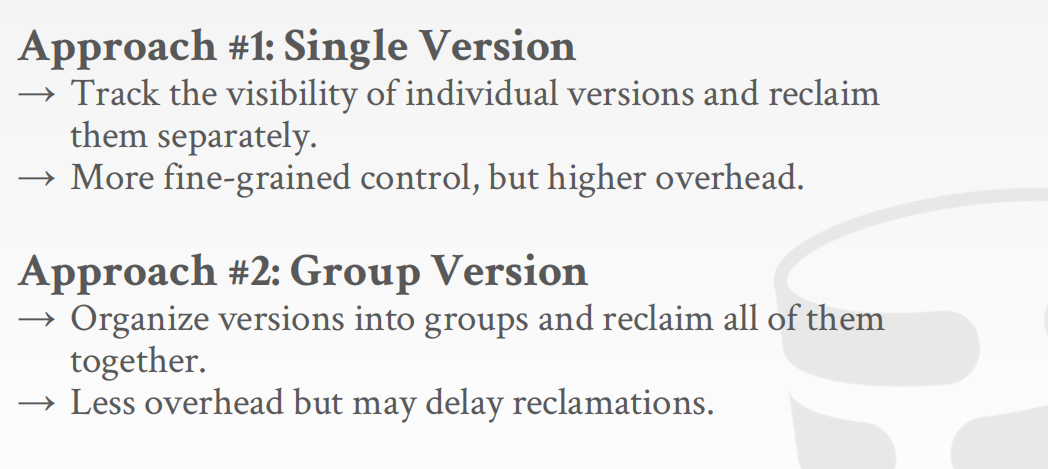 Approach #1: Single Version
→ Track the visibility of individual versions and reclaim
them separately.
→ More fine-grained control, but higher overhead.
Approach #2: Group Version
→ Organize versions into groups and reclaim all of them
together.
→ Less overhead but may delay reclamations.